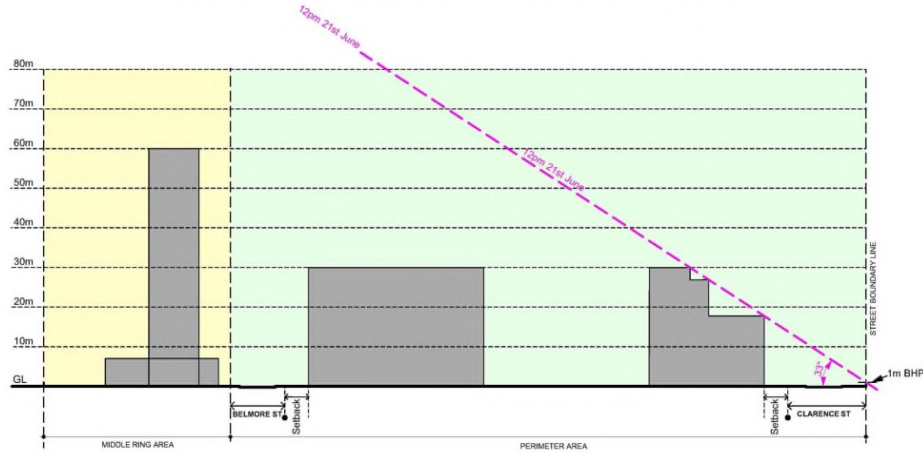 12pm 21st June
80m
70m
60m
12pm 21st June
50m
40m
30m
20m
10m
STREET BOUNDARY LINE
33°
GL
1m BHP
BELMORE ST
Setback
Setback
CLARENCE ST
MIDDLE RING AREA
PERIMETER AREA